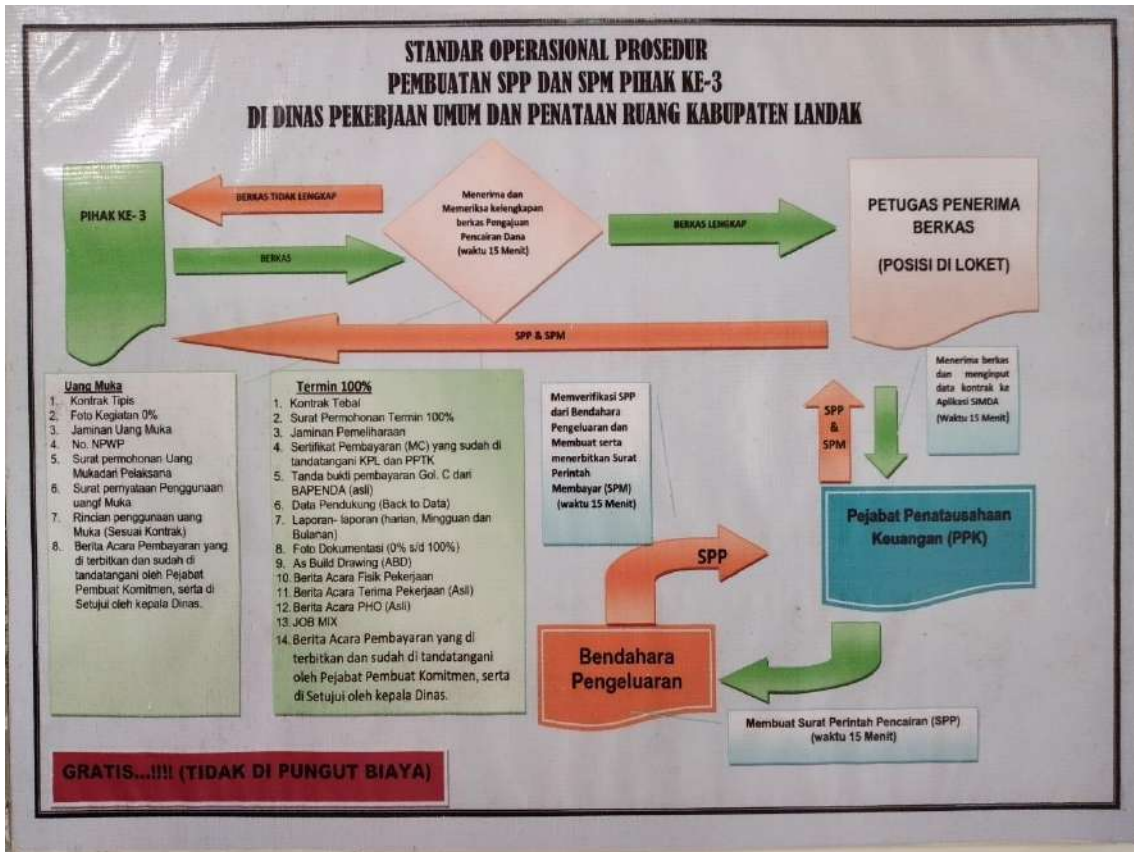 STANDAR OPERASIONAL PROSEDUR
PEMBUATAN SPP DAN SPM PIHAK KE-3
DI DINAS PEKERJAAN UMUM DAN PENATAAN RUANG KABUPATEN LANDAK
PIHAK KE- 3
BERKAS TIDAK LENGKAP
BERKAS
Menerima dan
Memeriksa kelengkapan
berkas Pengajuan
Pencairan Dana
(waktu 15 Menit)
BERKAS LENGKAP
PETUGAS PENERIMA
BERKAS
(POSISI DI LOKET)
SPP & SPM
Uang Muka
1. Kontrak Tipis
2. Foto Kegiatan 0%
3. Jaminan Uang Muka
4. No. NPWP
5. Surat permohonan Uang
Mukadari Pelaksana
6. Surat pernyataan Penggunaan
uangf Muka
7. Rincian penggunaan uang
Muka (Sesuai Kontrak)
8. Berita Acara Pembayaran yang
di terbitkan dan sudah di
tandatangani oleh Pejabat
Pembuat Komitmen, serta di
Setujui oleh kepala Dinas.
Termin 100%
1. Kontrak Tebal
2. Surat Permohonan Termin 100%
3. Jaminan Pemeliharaan
4. Sertifikat Pembayaran (MC) yang sudah di
tandatangani KPL dan PPTK
5. Tanda bukti pembayaran Gol. C dari
BAPENDA (asli)
6. Data Pendukung (Back to Data)
7. Laporan- laporan (harian, Mingguan dan
Bulanan)
8. Foto Dokumentasi (0% s/d 100%)
9. As Build Drawing (ABD)
10. Berita Acara Fisik Pekerjaan
11. Berita Acara Terima Pekerjaan (Asli)
12. Berita Acara PHO (Asli)
13. JOB MIX
14. Berita Acara Pembayaran yang di
terbitkan dan sudah di tandatangani
oleh Pejabat Pembuat Komitmen, serta
di Setujui oleh kepala Dinas.
Memverifikasi SPP
dari Bendahara
Pengeluaran dan
Membuat serta
menerbitkan Surat
Perintah
Membayar (SPM)
(waktu 15 Menit)
SPP
&
SPM
Menerima berkas
dan menginput
data kontrak ke
Aplikasi SIMDA
(Waktu 15 Menit)
Pejabat Penatausahaan
Keuangan (PPK)
SPP
Bendahara
Pengeluaran
Membuat Surat Perintah Pencairan (SPP)
(waktu 15 Menit)
GRATIS...!!!! (TIDAK DI PUNGUT BIAYA)